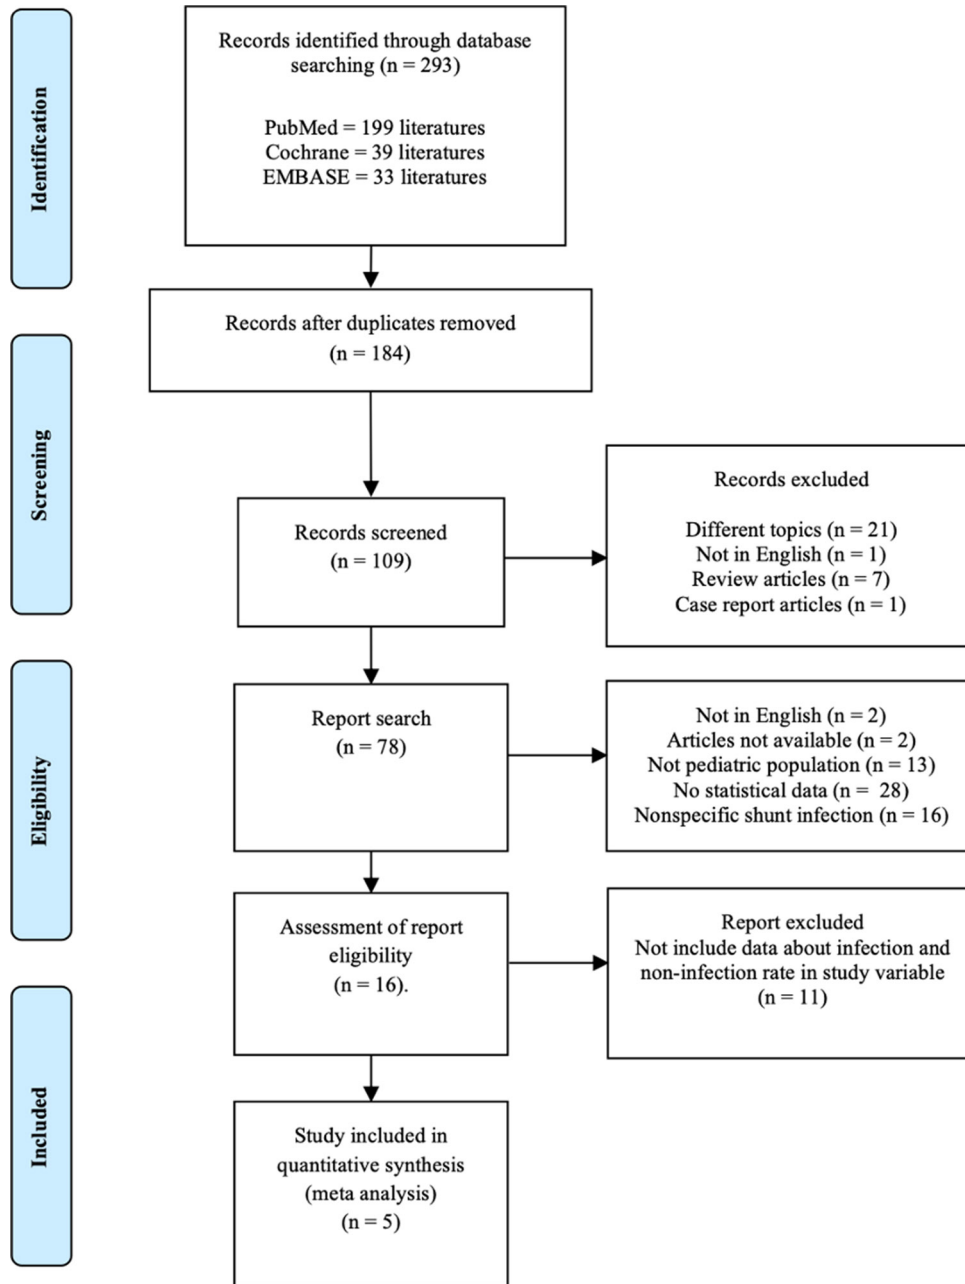 Identification
Records identified through database
searching (n = 293)
PubMed = 199 literatures
Cochrane = 39 literatures
EMBASE = 33 literatures
Records after duplicates removed
(n = 184)
Screening
Records screened
(n = 109)
Records excluded
Different topics (n = 21)
Not in English (n = 1)
Review articles (n = 7)
Case report articles (n = 1)
Eligibility
Report search
(n = 78)
Not in English (n = 2)
Articles not available (n = 2)
Not pediatric population (n = 13)
No statistical data (n =  28)
Nonspecific shunt infection (n = 16)
Assessment of report
eligibility
(n = 16).
Report excluded
Not include data about infection and
non-infection rate in study variable
(n = 11)
Included
Study included in
quantitative synthesis
(meta analysis)
(n = 5)